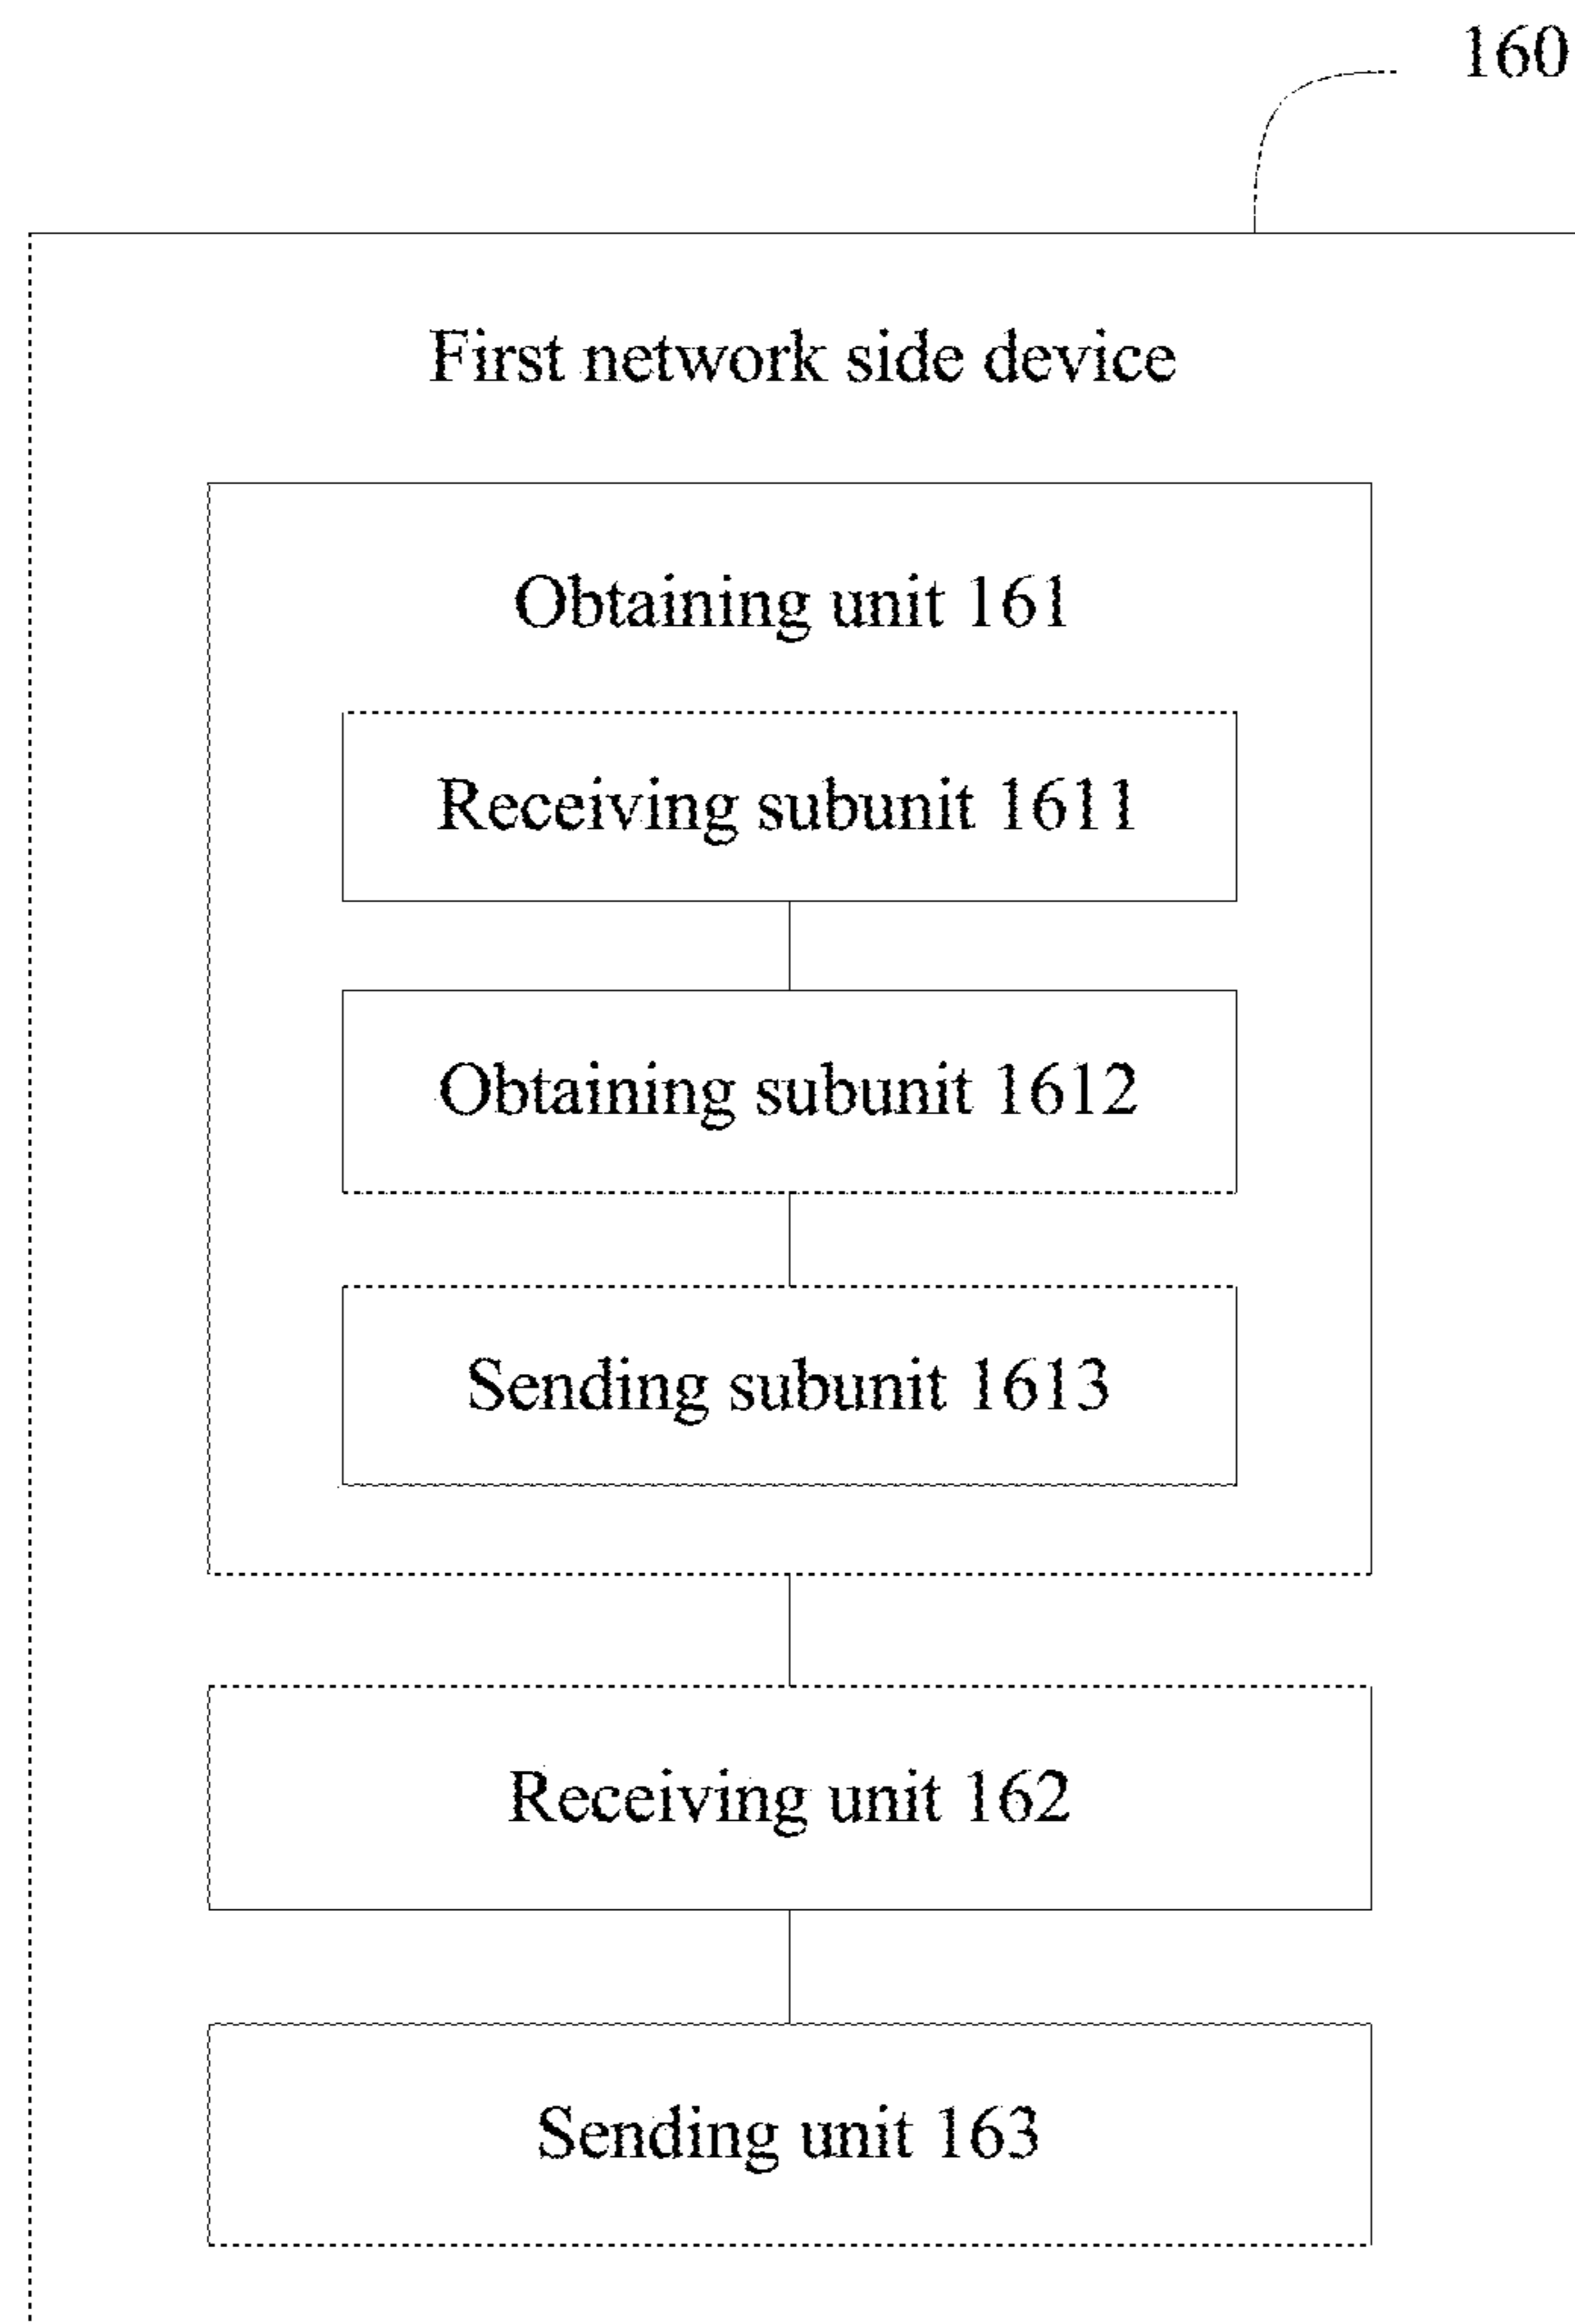 160
First network side device
Obtaining unit 161
Receiving subunit 1611
Obtaining subunit 1612
Sending subunit 1613
Receiving unit 162
Sending unit 163